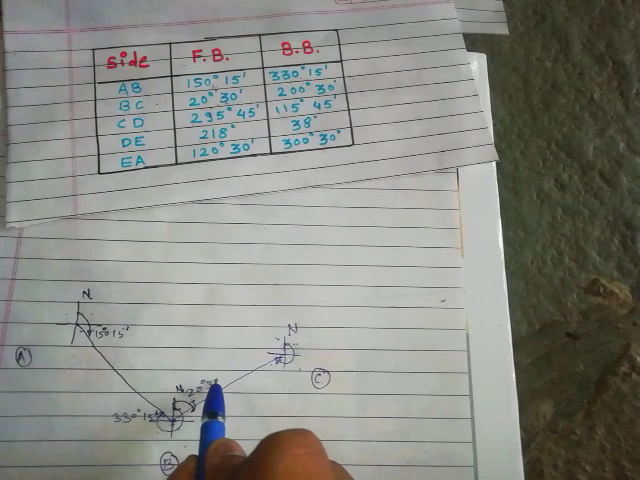 Side F.B. B.B.
AB 150°15' 330°15'
BC 20°30' 200°30'
CD 295°45' 115°45'
DE 218° 38°
EA 120°30' 300°30'
N
150°15'
A
N
C
N
330°15'
B